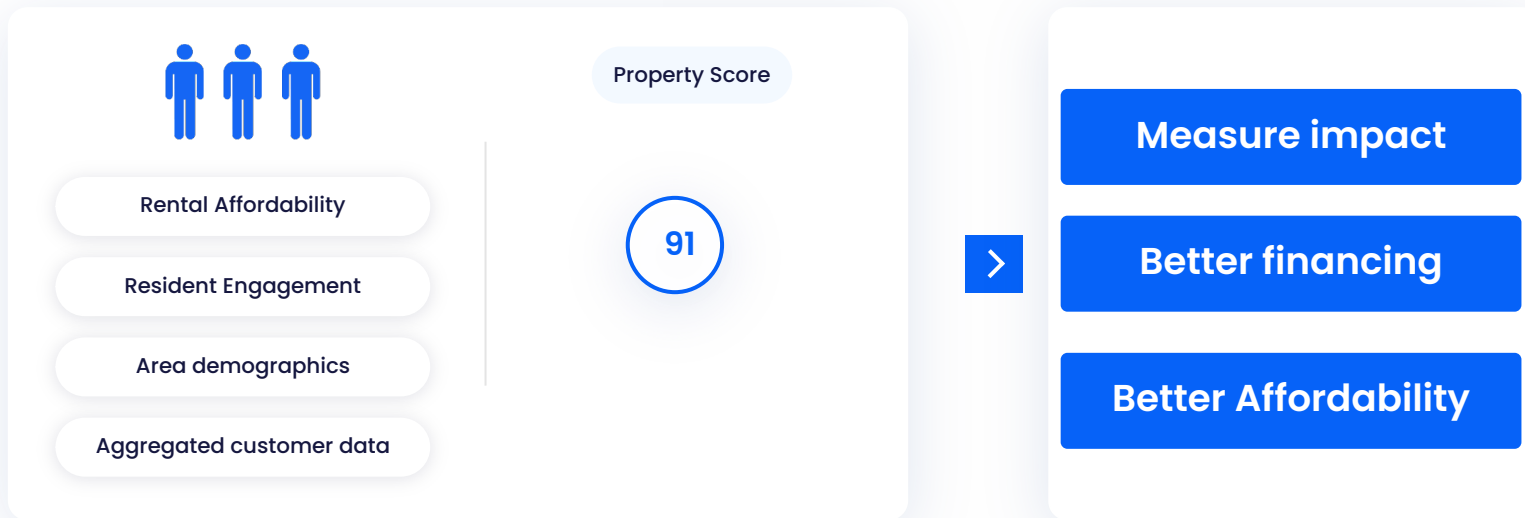 Property Score
Rental Affordability
Resident Engagement
Area demographics
Aggregated customer data
91
Measure impact
Better financing
Better Affordability